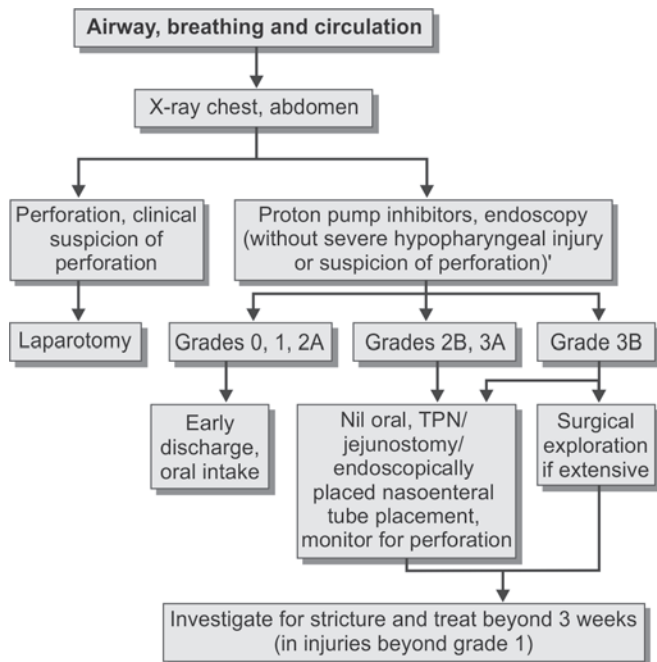 Airway, breathing and circulation
X-ray chest, abdomen
Perforation, clinical
suspicion of
perforation
Proton pump inhibitors, endoscopy
(without severe hypopharyngeal injury
or suspicion of perforation)'
Laparotomy
Grades 0, 1, 2A
Grades 2B, 3A
Grade 3B
Early
discharge,
oral intake
Nil oral, TPN/
jejunostomy/
endoscopically
placed nasoenteral
tube placement,
monitor for perforation
Surgical
exploration
if extensive
Investigate for stricture and treat beyond 3 weeks
(in injuries beyond grade 1)